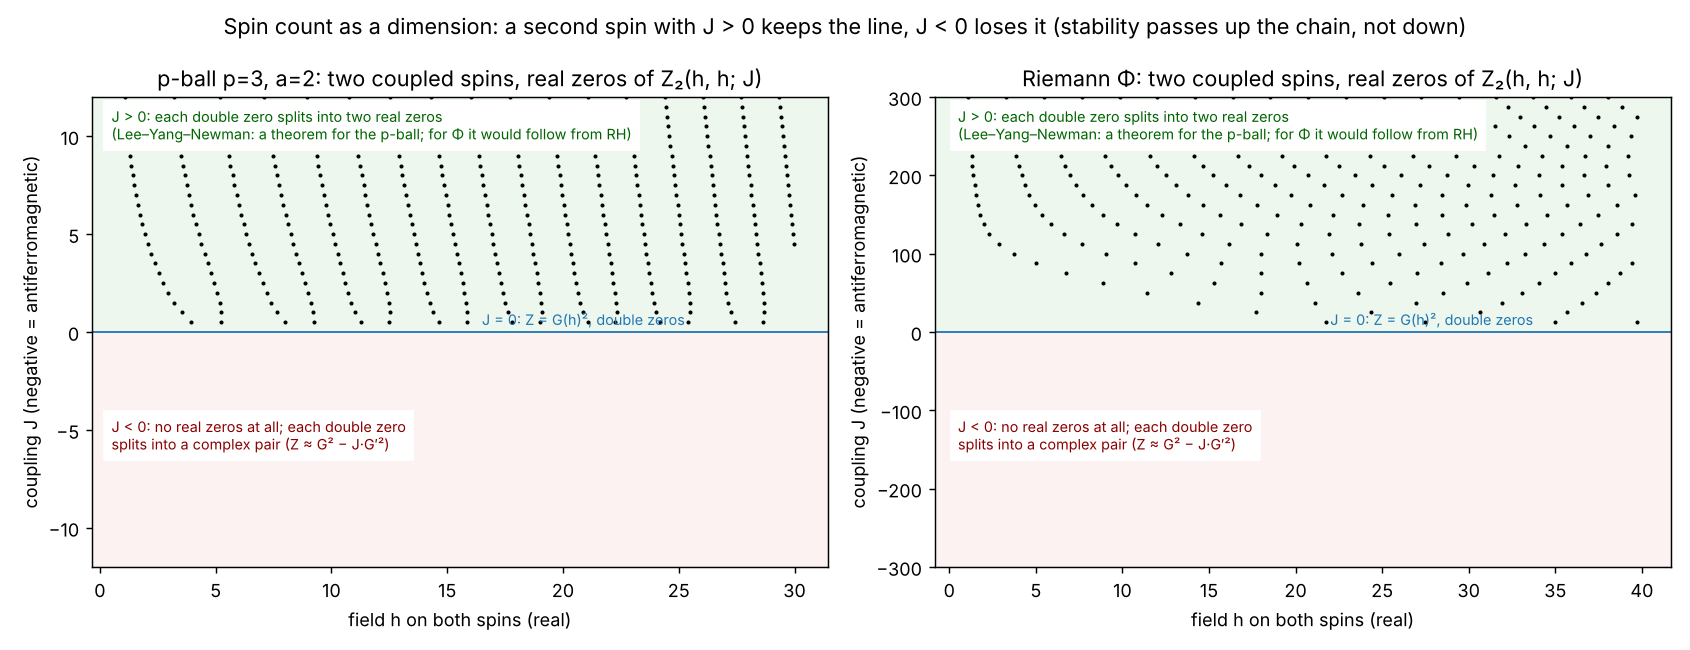 Spin count as a dimension: a second spin with J > 0 keeps the line, J < 0 loses it (stability passes up the chain, not down)
p-ball p=3, a=2: two coupled spins, real zeros of Z₂(h, h; J)
J > 0: each double zero splits into two real zeros
(Lee–Yang–Newman: a theorem for the p-ball; for Φ it would follow from RH)
J = 0: Z = G(h)², double zeros
J < 0: no real zeros at all; each double zero
splits into a complex pair (Z ≈ G² − J·G′²)
coupling J (negative = antiferromagnetic)
10
5
0
−5
−10
0 5 10 15 20 25 30
field h on both spins (real)
Riemann Φ: two coupled spins, real zeros of Z₂(h, h; J)
J > 0: each double zero splits into two real zeros
(Lee–Yang–Newman: a theorem for the p-ball; for Φ it would follow from RH)
J = 0: Z = G(h)², double zeros
J < 0: no real zeros at all; each double zero
splits into a complex pair (Z ≈ G² − J·G′²)
coupling J (negative = antiferromagnetic)
300
200
100
0
−100
−200
−300
0 5 10 15 20 25 30 35 40
field h on both spins (real)